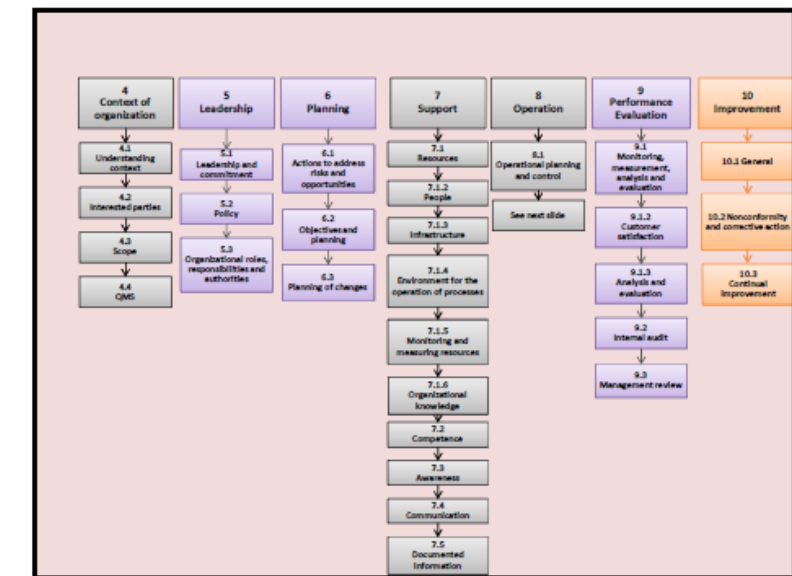 4
Context of
organization
4.1
Understanding
context
4.2
Interested parties
4.3
Scope
4.4
QMS
5
Leadership
5.1
Leadership and
commitment
5.2
Policy
5.3
Organizational roles,
responsibilities and
authorities
6
Planning
6.1
Actions to address
risks and
opportunities
6.2
Objectives and
planning
6.3
Planning of changes
7
Support
7.1
Resources
7.1.2
People
7.1.3
Infrastructure
7.1.4
Environment for the
operation of processes
7.1.5
Monitoring and
measuring resources
7.1.6
Organizational
knowledge
7.2
Competence
7.3
Awareness
7.4
Communication
7.5
Documented
Information
8
Operation
8.1
Operational planning
and control
See next slide
9
Performance
Evaluation
9.1
Monitoring,
measurement,
analysis and
evaluation
9.1.2
Customer
satisfaction
9.1.3
Analysis and
evaluation
9.2
Internal audit
9.3
Management review
10
Improvement
10.1 General
10.2 Nonconformity
and corrective action
10.3
Continual
Improvement